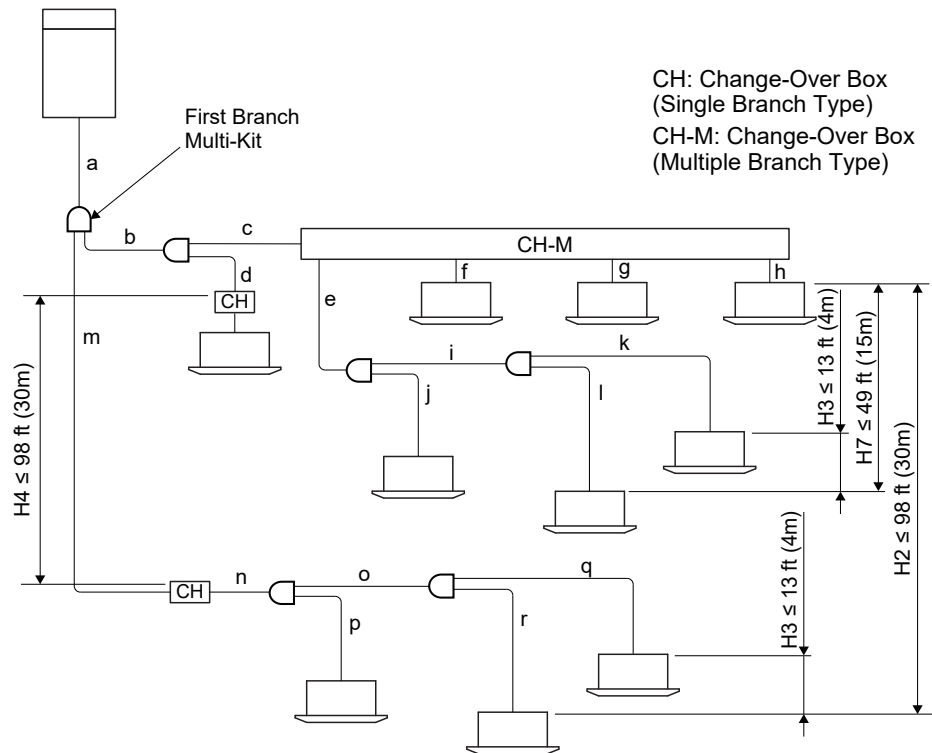 First Branch
Multi-Kit
CH: Change-Over Box
(Single Branch Type)
CH-M: Change-Over Box
(Multiple Branch Type)
a
b
c
CH-M
d
CH
e
f
g
h
m
i
k
j
l
H4 ≤ 98 ft (30m)
H3 ≤ 13 ft (4m)
H7 ≤ 49 ft (15m)
H2 ≤ 98 ft (30m)
CH
n
o
q
p
r
H3 ≤ 13 ft (4m)